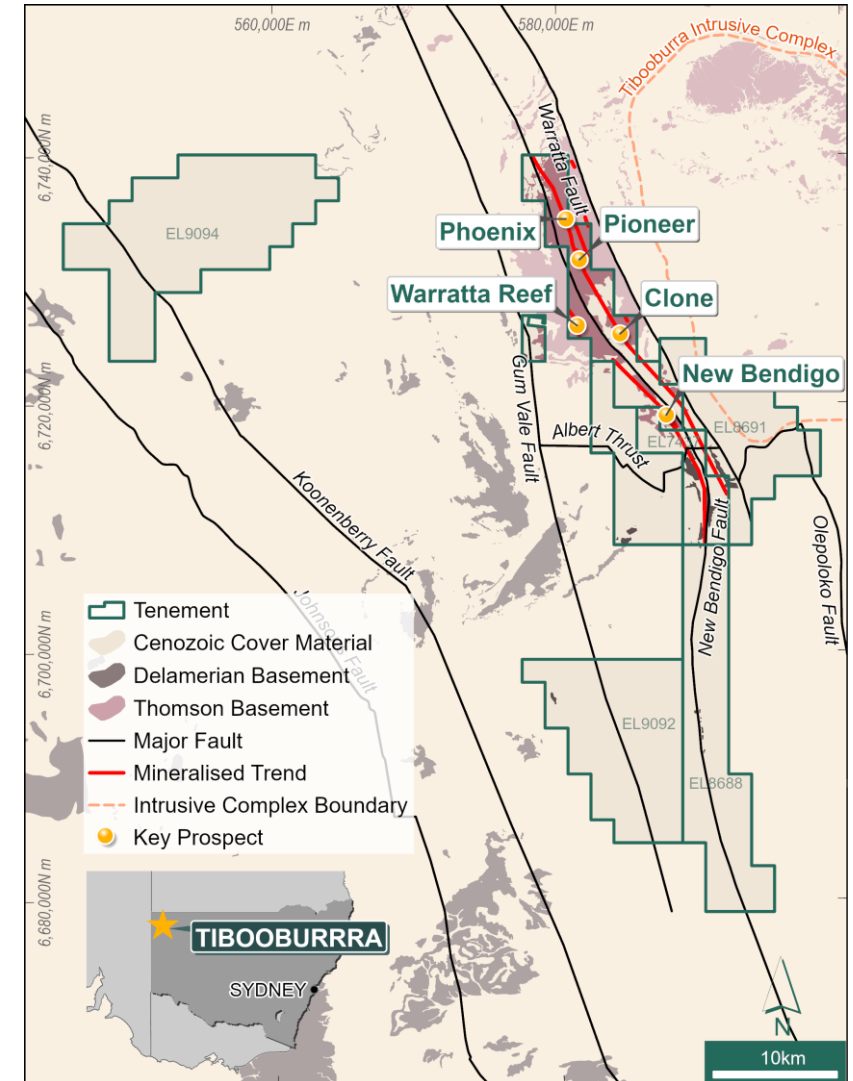 560,000E m
580,000E m
Tibooburra Intrusive Complex
6,740,000N m
Warratta Fault
EL9094
Phoenix
Pioneer
Warratta Reef
Clone
New Bendigo
6,720,000N m
Gum Vale Fault
Albert Thrust
EL8691
Koonenberry Fault
New Bendigo Fault
Olepoloko Fault
Tenement
Cenozoic Cover Material
Delamerian Basement
Thomson Basement
Major Fault
Mineralised Trend
Intrusive Complex Boundary
Key Prospect
6,700,000N m
EL9092
EL8688
6,680,000N m
TIBOOBURRRA
SYDNEY
N
10km